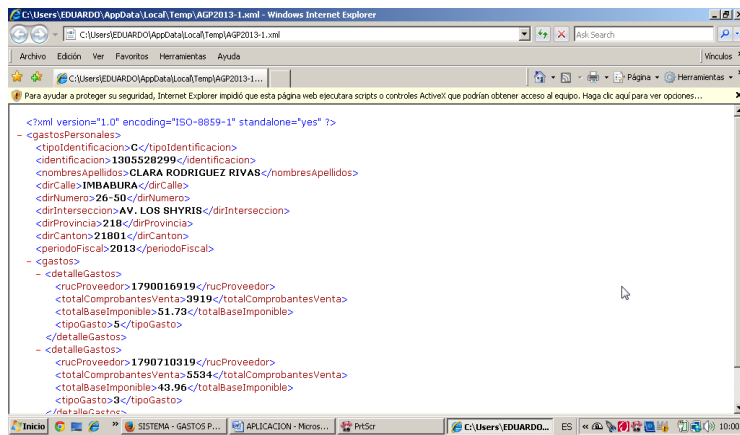 C:\Users\EDUARDO\AppData\Local\Temp\AGP2013-1.xml - Windows Internet Explorer
C:\Users\EDUARDO\AppData\Local\Temp\AGP2013-1.xml
Ask Search
Archivo Edición Ver Favoritos Herramientas Ayuda
Vínculos
C:\Users\EDUARDO\AppData\Local\Temp\AGP2013-1...
Página
Herramientas
Para ayudar a proteger su seguridad, Internet Explorer impidió que esta página web ejecutara scripts o controles ActiveX que podrían obtener acceso al equipo. Haga clic aquí para ver opciones...
<?xml version="1.0" encoding="ISO-8859-1" standalone="yes" ?>
- <gastosPersonales>
<tipoIdentificacion>C</tipoIdentificacion>
<identificacion>1305528299</identificacion>
<nombresApellidos>CLARA RODRIGUEZ RIVAS</nombresApellidos>
<dirCalle>IMBABURA</dirCalle>
<dirNumero>26-50</dirNumero>
<dirInterseccion>AV. LOS SHYRIS</dirInterseccion>
<dirProvincia>218</dirProvincia>
<dirCanton>21801</dirCanton>
<periodoFiscal>2013</periodoFiscal>
- <gastos>
- <detalleGastos>
<rucProveedor>1790016919</rucProveedor>
<totalComprobantesVenta>3919</totalComprobantesVenta>
<totalBaseImponible>51.73</totalBaseImponible>
<tipoGasto>5</tipoGasto>
</detalleGastos>
- <detalleGastos>
<rucProveedor>1790710319</rucProveedor>
<totalComprobantesVenta>5534</totalComprobantesVenta>
<totalBaseImponible>43.96</totalBaseImponible>
<tipoGasto>3</tipoGasto>
</detalleGastos>
Inicio » SISTEMA - GASTOS P... APLICACION - Micros... PrtScr C:\Users\EDUARDO... ES « 10:00